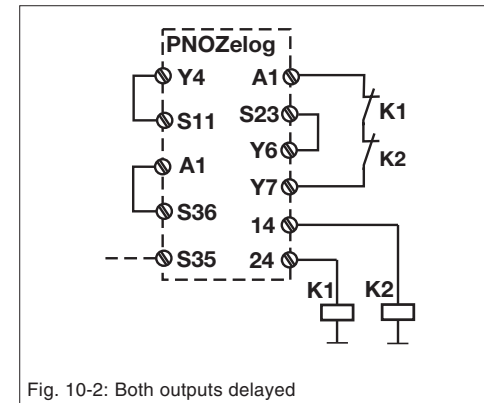 PNOZelog
Y4 A1
K1
S11 S23
Y6
K2
A1 Y7
S36 14
S35 24
K1 K2
Fig. 10-2: Both outputs delayed